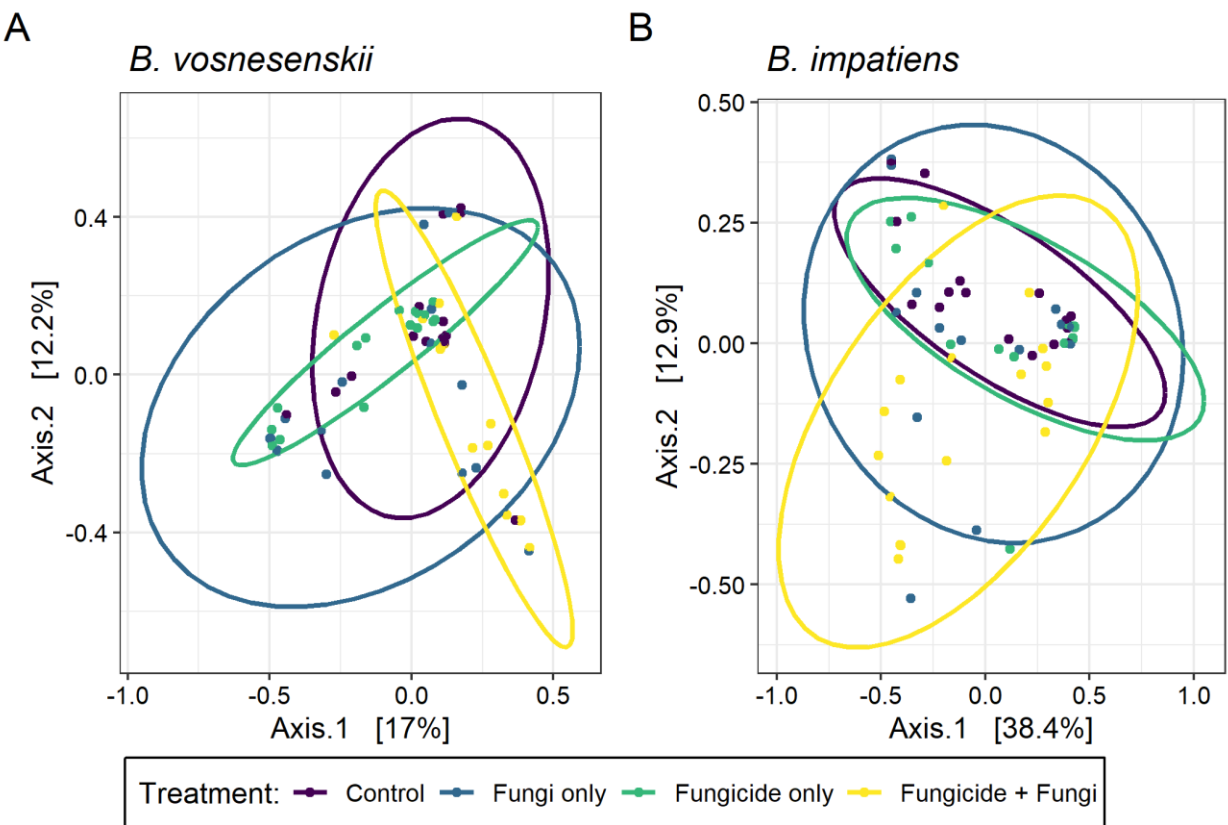 A
B. vosnesenskii
0.4
0.0
-0.4
Axis.2 [12.2%]
-1.0 -0.5 0.0 0.5
Axis.1 [17%]
B
B. impatiens
0.50
0.25
0.00
-0.25
-0.50
Axis.2 [12.9%]
-1.0 -0.5 0.0 0.5 1.0
Axis.1 [38.4%]
Treatment: Control Fungi only Fungicide only Fungicide + Fungi